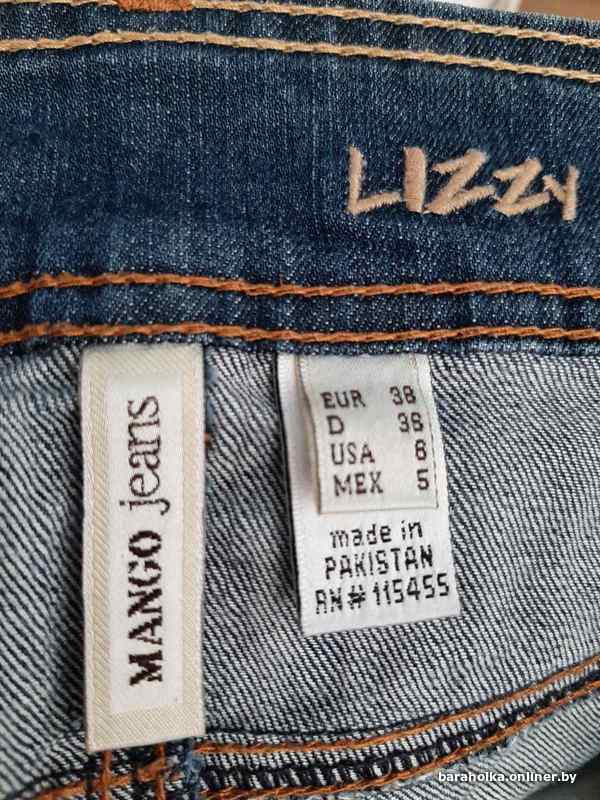 LIZZY
MANGO jeans
EUR 38
D 36
USA 6
MEX 5
made in
PAKISTAN
RN# 115455
baraholka.onliner.by